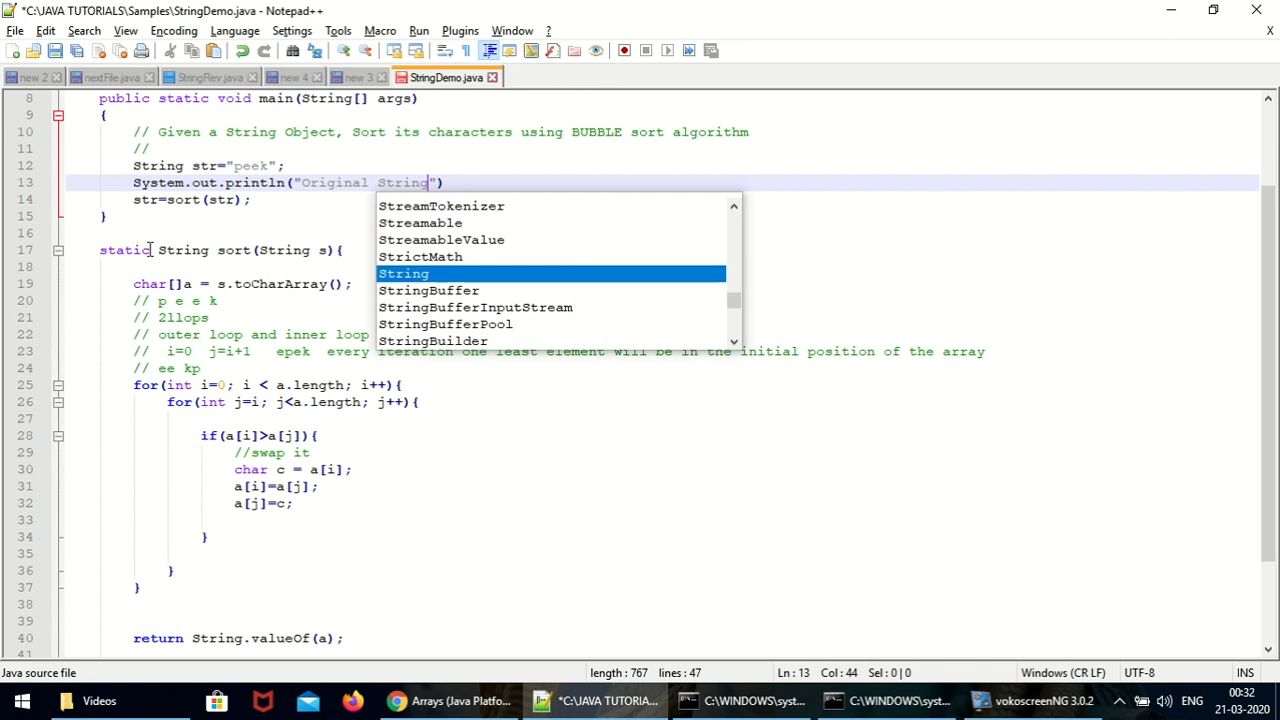 *C:\JAVA TUTORIALS\Samples\StringDemo.java - Notepad++
File Edit Search View Encoding Language Settings Tools Macro Run Plugins Window ? X
new 2 nextFile.java StringRev.java new 4 new 3 StringDemo.java
8 public static void main(String[] args)
9 {
10 // Given a String Object, Sort its characters using BUBBLE sort algorithm
11 //
12 String str="peek";
13 System.out.println("Original String")
14 str=sort(str);
15 }
16
17 static String sort(String s){
18
19 char[]a = s.toCharArray();
20 // p e e k
21 // 2llops
22 // outer loop and inner loop
23 // i=0 j=i+1 epek every iteration one least element will be in the initial position of the array
24 // ee kp
25 for(int i=0; i < a.length; i++){
26 for(int j=i; j<a.length; j++){
27
28 if(a[i]>a[j]){
29 //swap it
30 char c = a[i];
31 a[i]=a[j];
32 a[j]=c;
33
34 }
35
36 }
37 }
38
39
40 return String.valueOf(a);
41
StreamTokenizer
Streamable
StreamableValue
StrictMath
String
StringBuffer
StringBufferInputStream
StringBufferPool
StringBuilder
Java source file length : 767 lines : 47 Ln : 13 Col : 44 Sel : 0 | 0 Windows (CR LF) UTF-8 INS
Videos Arrays (Java Platfo... *C:\JAVA TUTORIA... C:\WINDOWS\syst... C:\WINDOWS\syst... vokoscreenNG 3.0.2 ENG 00:32
21-03-2020